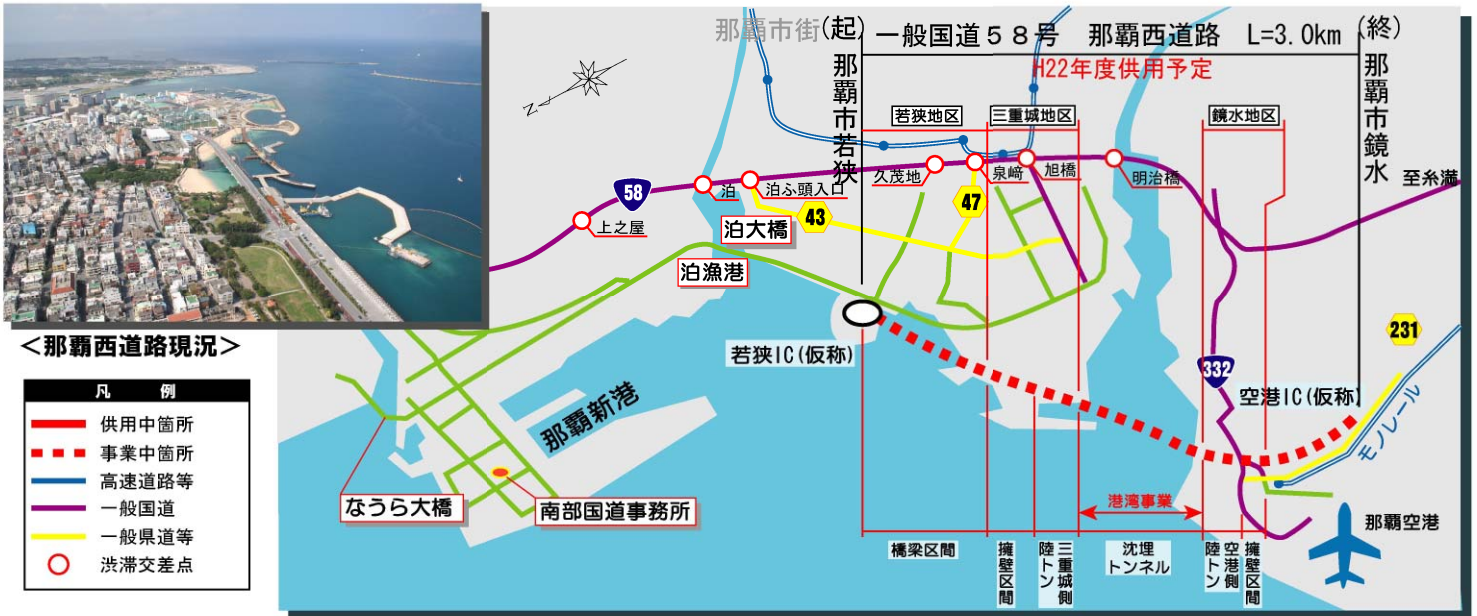 那覇市街
(起)
一般国道58号 那覇西道路 L=3.0km
(終)
H22年度供用予定
那覇市若狭
那覇市鏡水
若狭地区
三重城地区
鏡水地区
N
58
上之屋
泊
泊ふ頭入口
43
久茂地
47
泉﨑
旭橋
明治橋
至糸満
泊大橋
泊漁港
若狭IC(仮称)
332
231
空港IC(仮称)
モノレール
那覇新港
なうら大橋
南部国道事務所
港湾事業
那覇空港
橋梁区間
擁壁区間
三重城側
陸トン
沈埋
トンネル
空港側
陸トン
擁壁区間
<那覇西道路現況>
凡 例
供用中箇所
事業中箇所
高速道路等
一般国道
一般県道等
渋滞交差点